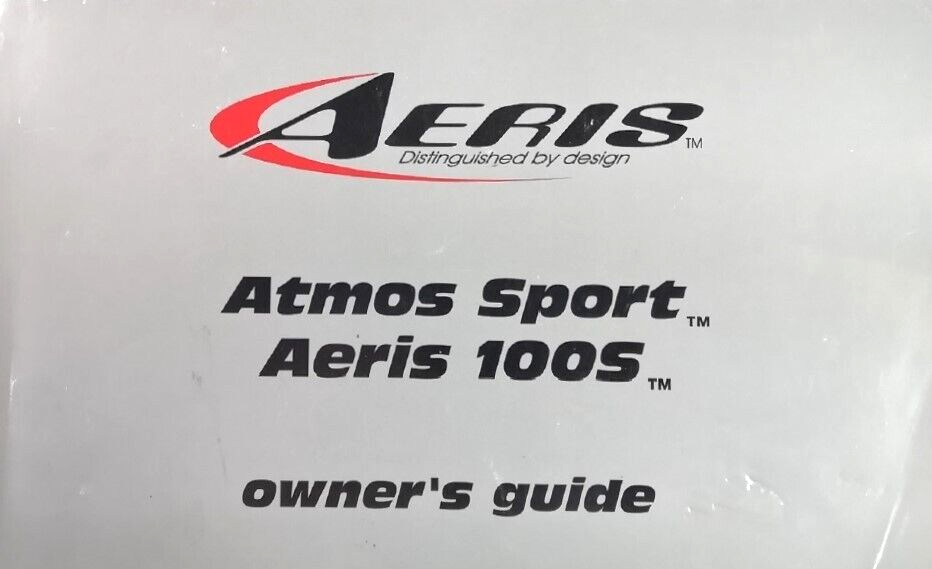 AERIS™
Distinguished by design
Atmos Sport™
Aeris 100S™
owner's guide